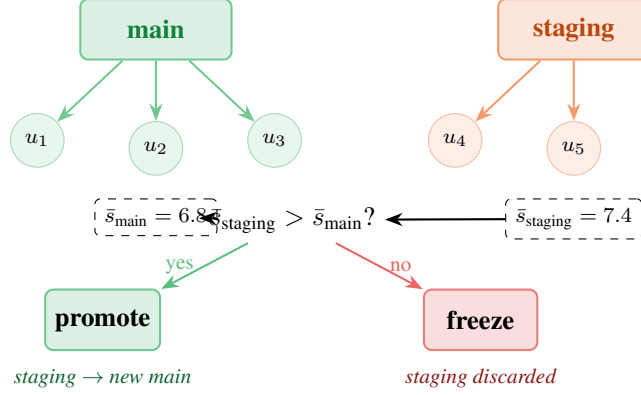 main staging
u₁ u₂ u₃ u₄ u₅
s̄main = 6.8 s̄staging > s̄main? s̄staging = 7.4
yes no
promote freeze
staging → new main staging discarded